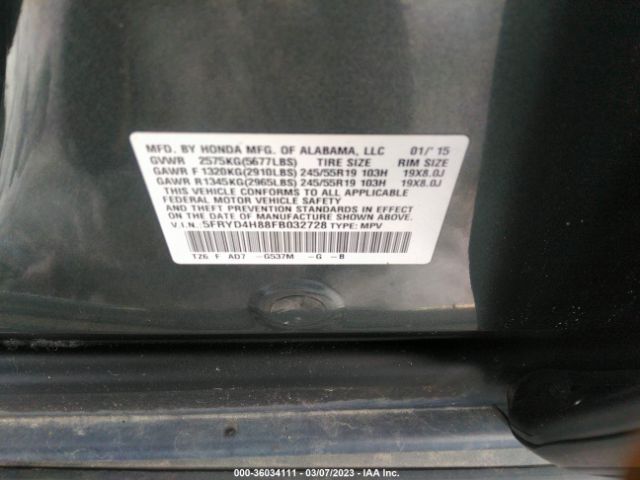 MFD. BY HONDA MFG. OF ALABAMA, LLC 01/'15
GVWR 2575KG(5677LBS) TIRE SIZE RIM SIZE
GAWR F 1320KG(2910LBS) 245/55R19 103H 19X8.0J
GAWR R 1345KG(2965LBS) 245/55R19 103H 19X8.0J
THIS VEHICLE CONFORMS TO ALL APPLICABLE
FEDERAL MOTOR VEHICLE SAFETY
AND THEFT PREVENTION STANDARDS IN EFFECT
ON THE DATE OF MANUFACTURE SHOWN ABOVE.
V.I.N.: 5FRYD4H88FB032728 TYPE: MPV
TZ6 F AD7 -G537M -G -B
© 36034111 - 03/07/2023 - IAA Inc.